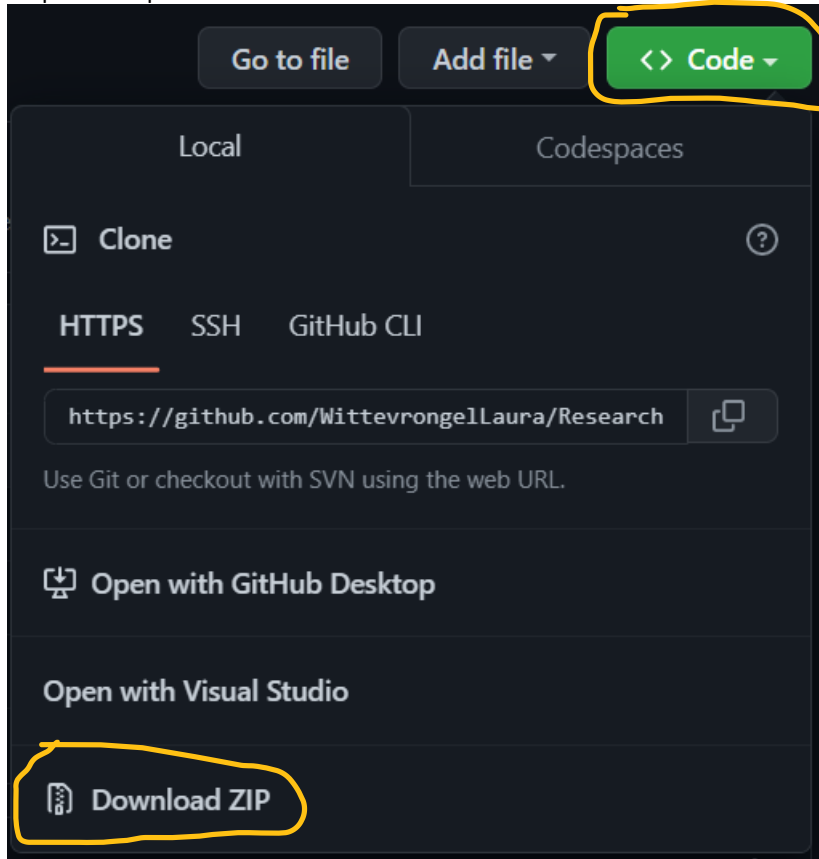 Go to file
Add file
<> Code
Local
Codespaces
Clone
HTTPS
SSH
GitHub CLI
https://github.com/WittevrongelLaura/Research
Use Git or checkout with SVN using the web URL.
Open with GitHub Desktop
Open with Visual Studio
Download ZIP